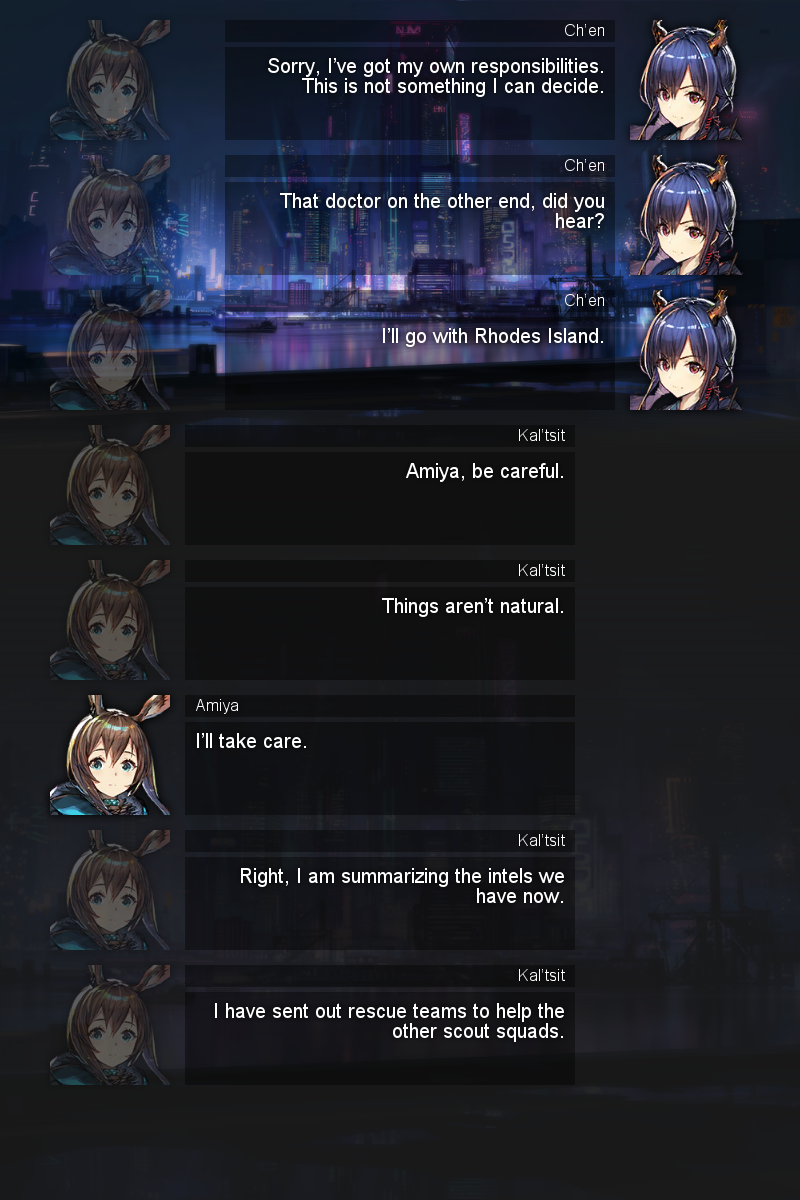 Ch'en
Sorry, I've got my own responsibilities.
This is not something I can decide.
Ch'en
That doctor on the other end, did you
hear?
Ch'en
I'll go with Rhodes Island.
Kal'tsit
Amiya, be careful.
Kal'tsit
Things aren't natural.
Amiya
I'll take care.
Kal'tsit
Right, I am summarizing the intels we
have now.
Kal'tsit
I have sent out rescue teams to help the
other scout squads.